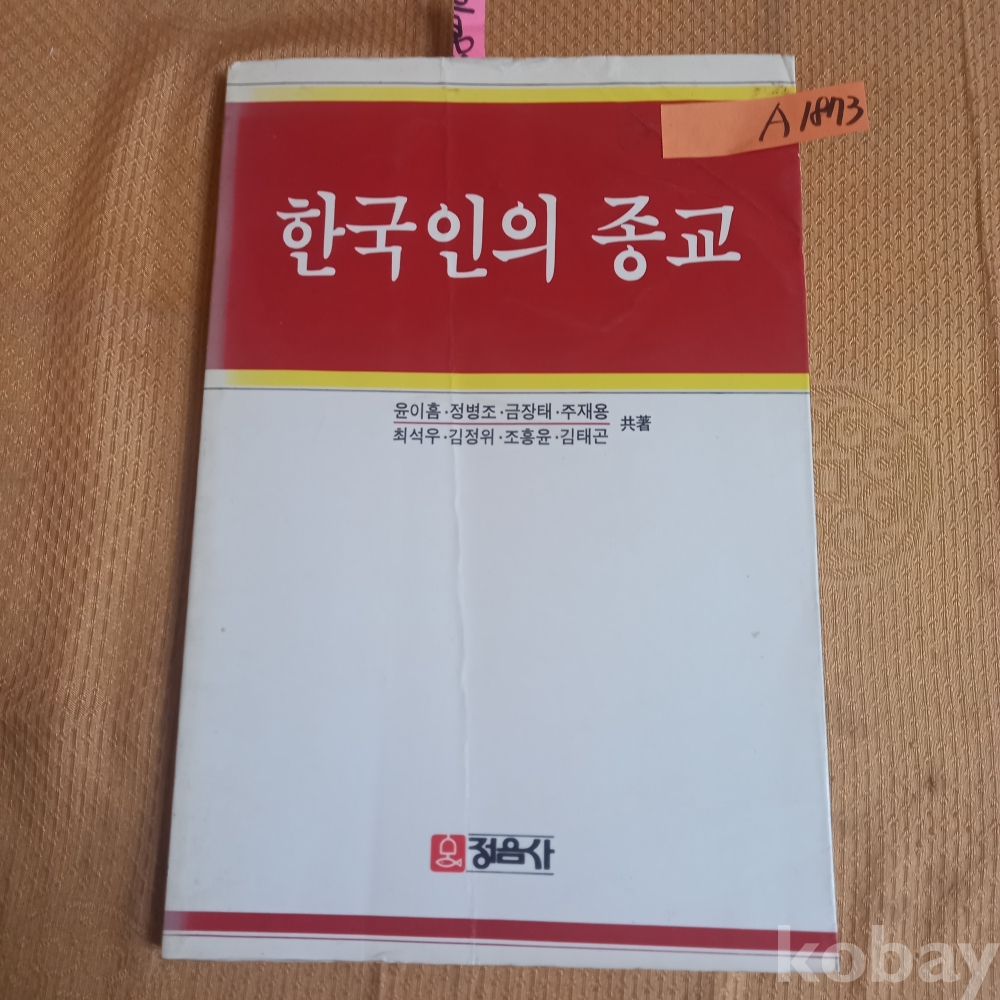 A1873
한국인의 종교
윤이흠·정병조·금장태·주재용
최석우·김정위·조흥윤·김태곤 共著
정음사
kobay